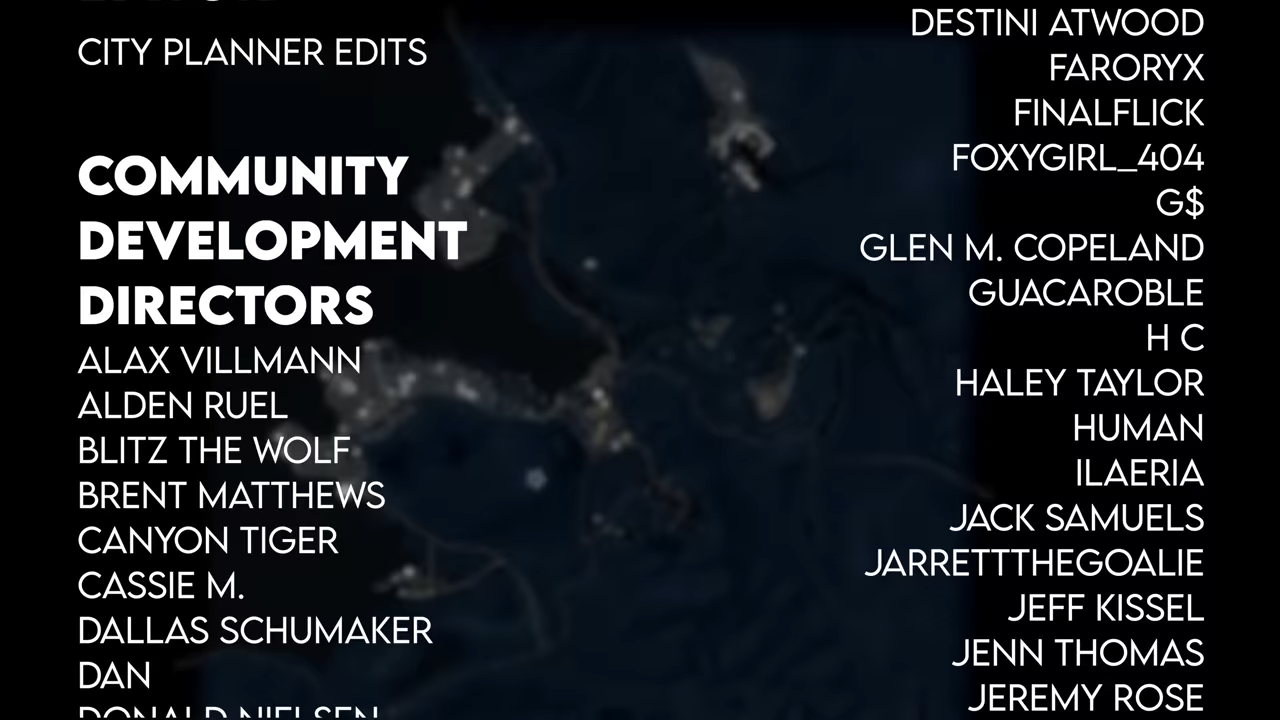 CITY PLANNER EDITS
COMMUNITY
DEVELOPMENT
DIRECTORS
ALAX VILLMANN
ALDEN RUEL
BLITZ THE WOLF
BRENT MATTHEWS
CANYON TIGER
CASSIE M.
DALLAS SCHUMAKER
DAN
DONALD NIELSEN
DESTINI ATWOOD
FARORYX
FINALFLICK
FOXYGIRL_404
G$
GLEN M. COPELAND
GUACAROBLE
H C
HALEY TAYLOR
HUMAN
ILAERIA
JACK SAMUELS
JARRETTTHEGOALIE
JEFF KISSEL
JENN THOMAS
JEREMY ROSE